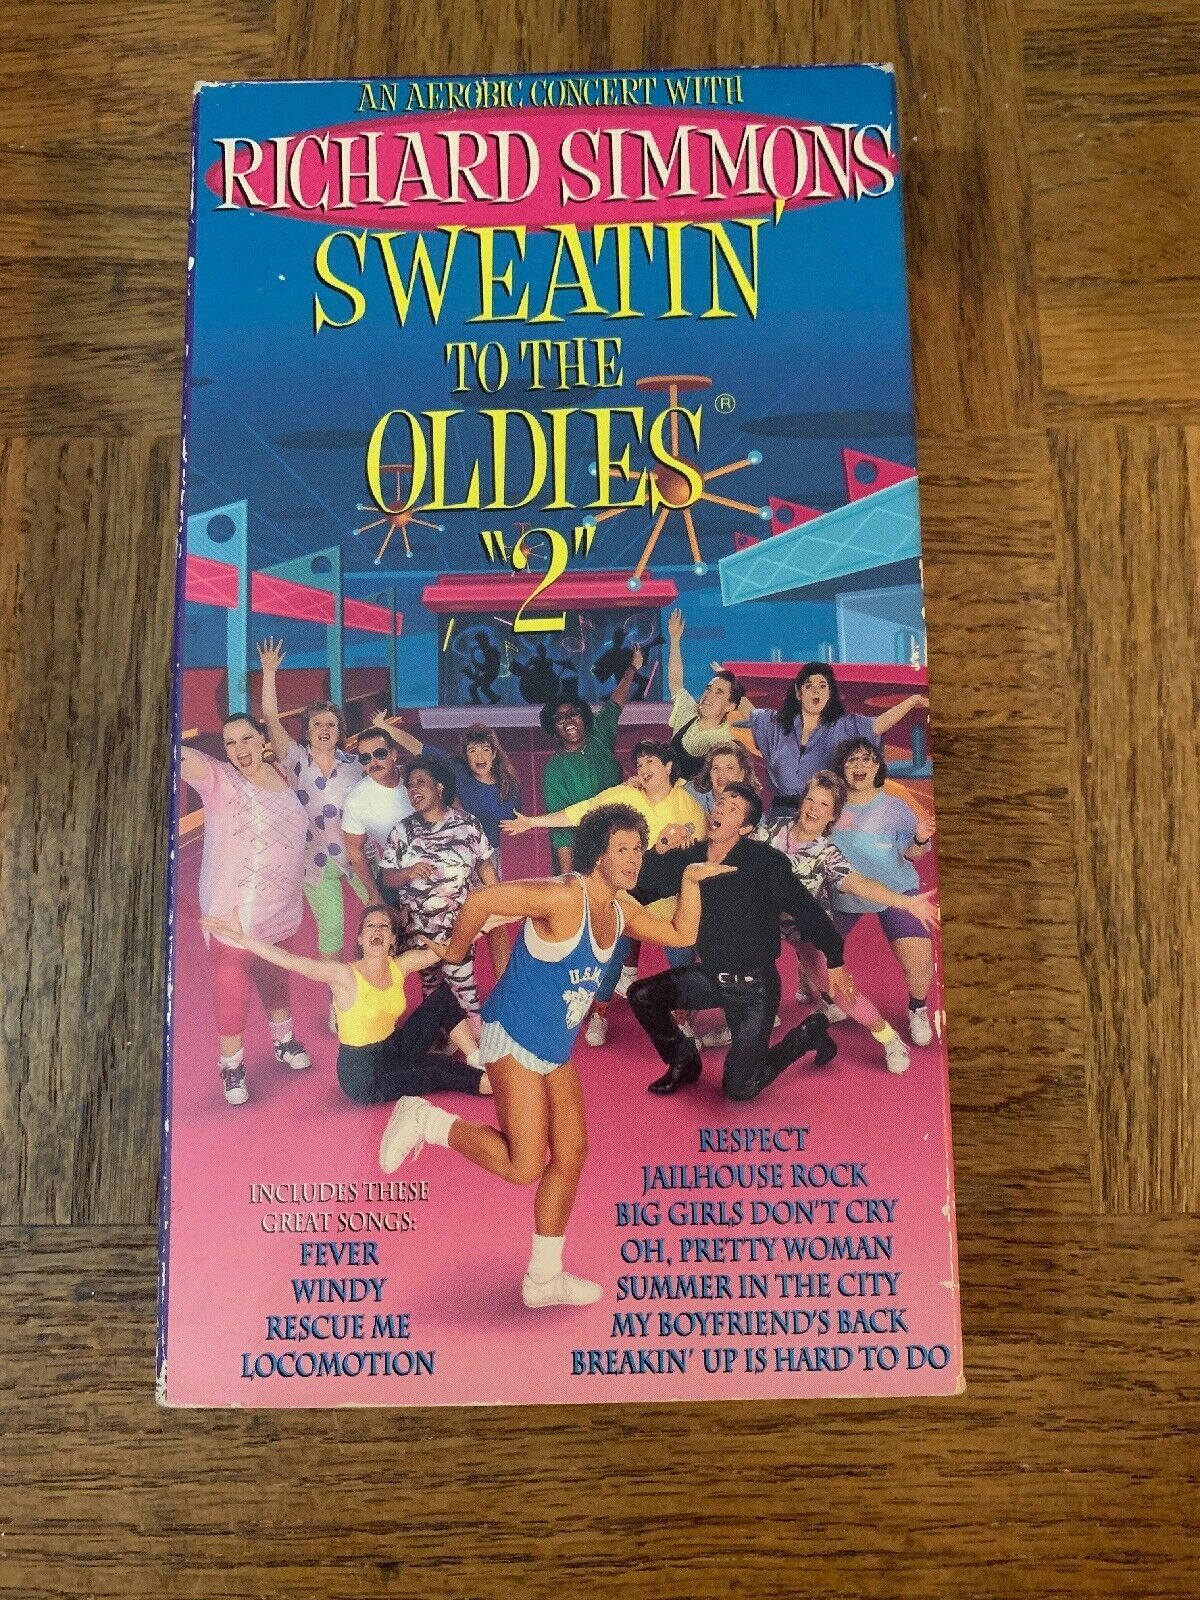 AN AEROBIC CONCERT WITH
RICHARD SIMMONS
SWEATIN'
TO THE
OLDIES®
"2"
U.S.M.
INCLUDES THESE
GREAT SONGS:
FEVER
WINDY
RESCUE ME
LOCOMOTION
RESPECT
JAILHOUSE ROCK
BIG GIRLS DON'T CRY
OH, PRETTY WOMAN
SUMMER IN THE CITY
MY BOYFRIEND'S BACK
BREAKIN' UP IS HARD TO DO